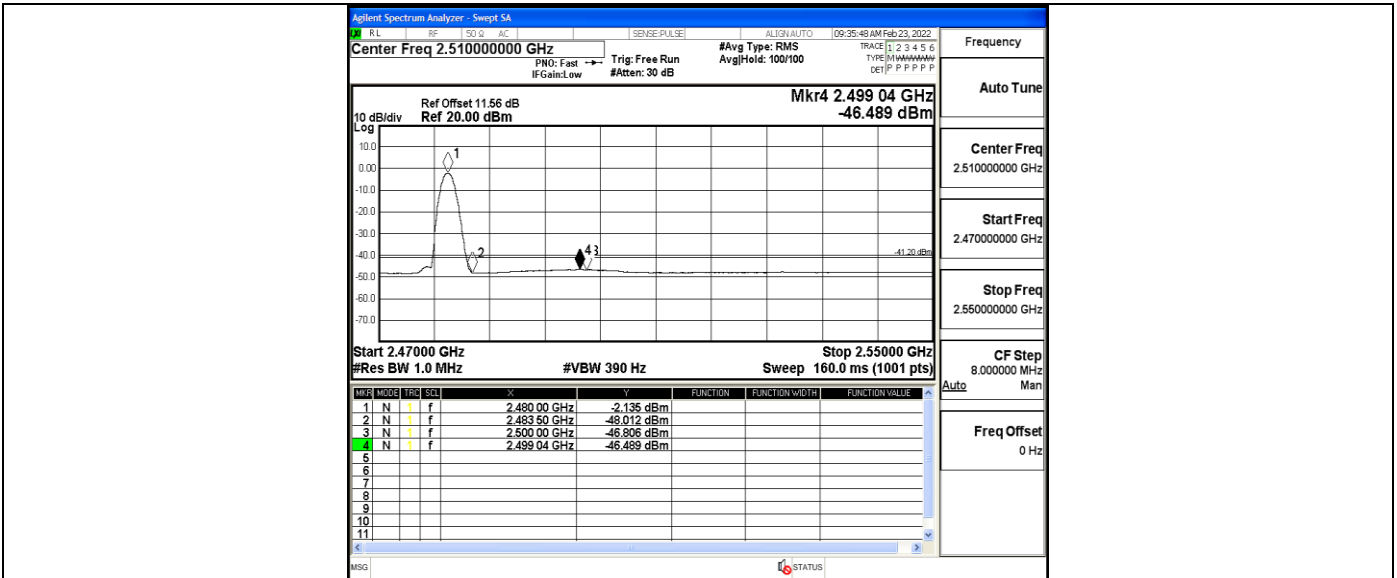 Agilent Spectrum Analyzer - Swept SA
LXI RL RF 50 Ω AC SENSE:PULSE ALIGNAUTO 09:35:48 AM Feb 23, 2022
Center Freq 2.510000000 GHz
PNO: Fast
IFGain:Low
Trig: Free Run
#Atten: 30 dB
#Avg Type: RMS
Avg|Hold: 100/100
TRACE 1 2 3 4 5 6
TYPE M WWWWW
DET P P P P P P
Mkr4 2.499 04 GHz
-46.489 dBm
Ref Offset 11.56 dB
10 dB/div Ref 20.00 dBm
Log
10.0
0.00
-10.0
-20.0
-30.0
-40.0
-50.0
-60.0
-70.0
1
2
4 3
-41.20 dBm
Start 2.47000 GHz Stop 2.55000 GHz
#Res BW 1.0 MHz #VBW 390 Hz Sweep 160.0 ms (1001 pts)
MKR MODE TRC SCL X Y FUNCTION FUNCTION WIDTH FUNCTION VALUE
1 N 1 f 2.480 00 GHz -2.135 dBm
2 N 1 f 2.483 50 GHz -48.012 dBm
3 N 1 f 2.500 00 GHz -46.806 dBm
4 N 1 f 2.499 04 GHz -46.489 dBm
5
6
7
8
9
10
11
MSG STATUS
Frequency
Auto Tune
Center Freq
2.510000000 GHz
Start Freq
2.470000000 GHz
Stop Freq
2.550000000 GHz
CF Step
8.000000 MHz
Auto Man
Freq Offset
0 Hz